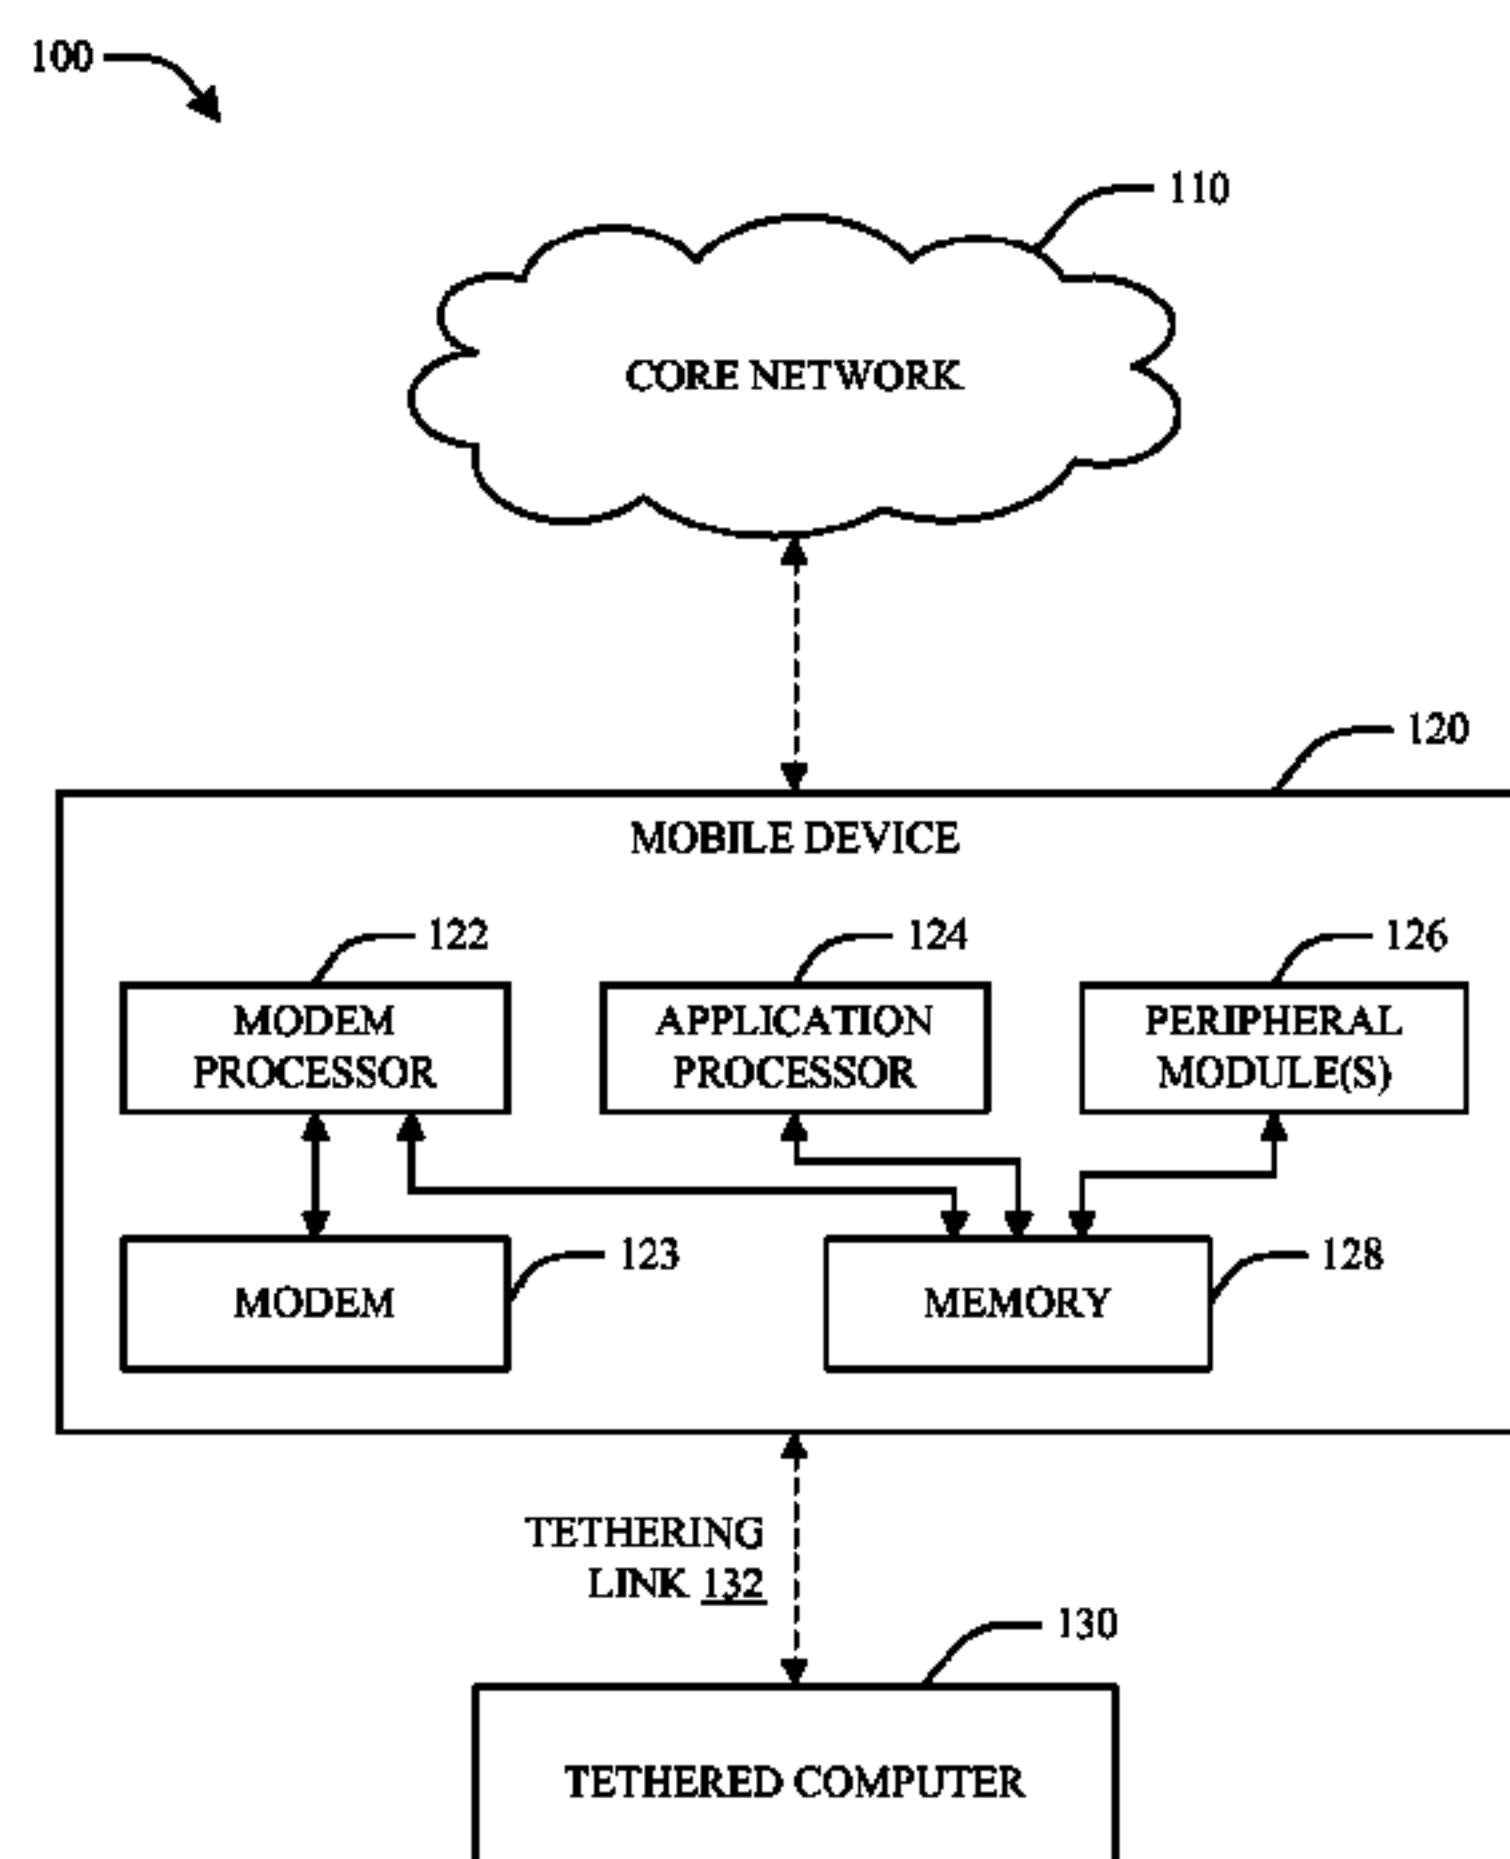 100
110
CORE NETWORK
120
MOBILE DEVICE
122
124
126
MODEM
PROCESSOR
APPLICATION
PROCESSOR
PERIPHERAL
MODULE(S)
123
MODEM
128
MEMORY
TETHERING
LINK 132
130
TETHERED COMPUTER